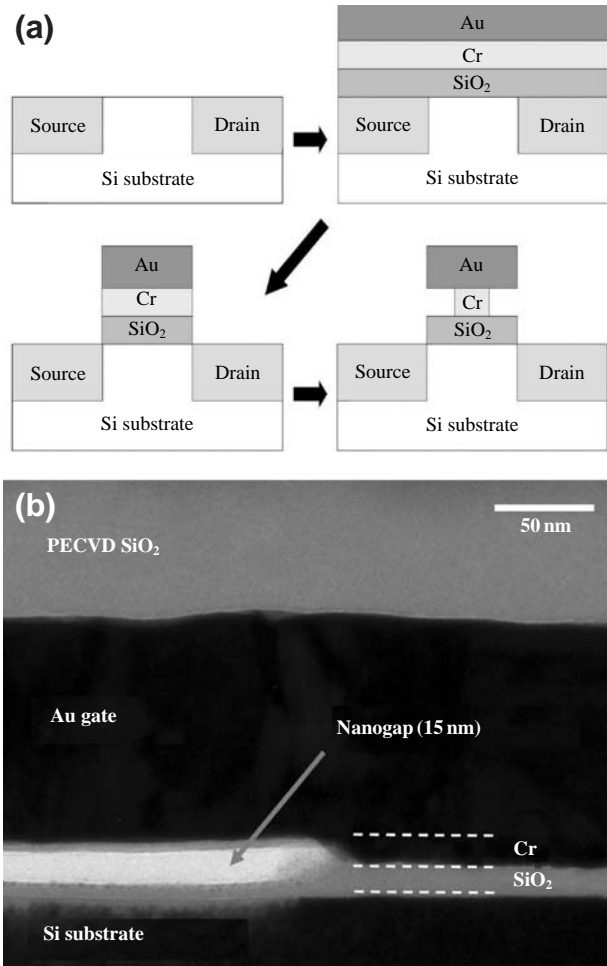 (a)
Au
Cr
SiO₂
Source
Drain
Source
Drain
Si substrate
Si substrate
Au
Cr
SiO₂
Au
Cr
SiO₂
Source
Drain
Source
Drain
Si substrate
Si substrate
(b)
50 nm
PECVD SiO₂
Au gate
Nanogap (15 nm)
Cr
SiO₂
Si substrate